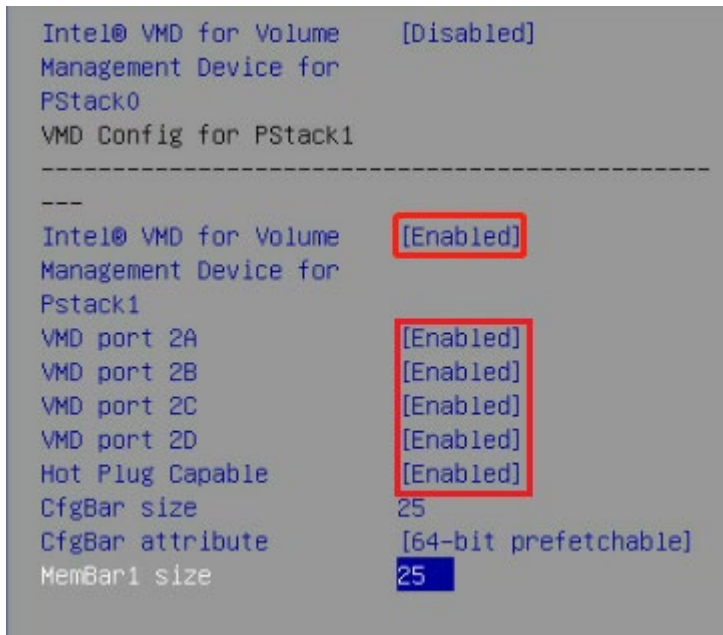 Intel® VMD for Volume [Disabled]
Management Device for
PStack0
VMD Config for PStack1
-----------------------------------------------
---
Intel® VMD for Volume [Enabled]
Management Device for
Pstack1
VMD port 2A [Enabled]
VMD port 2B [Enabled]
VMD port 2C [Enabled]
VMD port 2D [Enabled]
Hot Plug Capable [Enabled]
CfgBar size 25
CfgBar attribute [64-bit prefetchable]
MemBar1 size 25